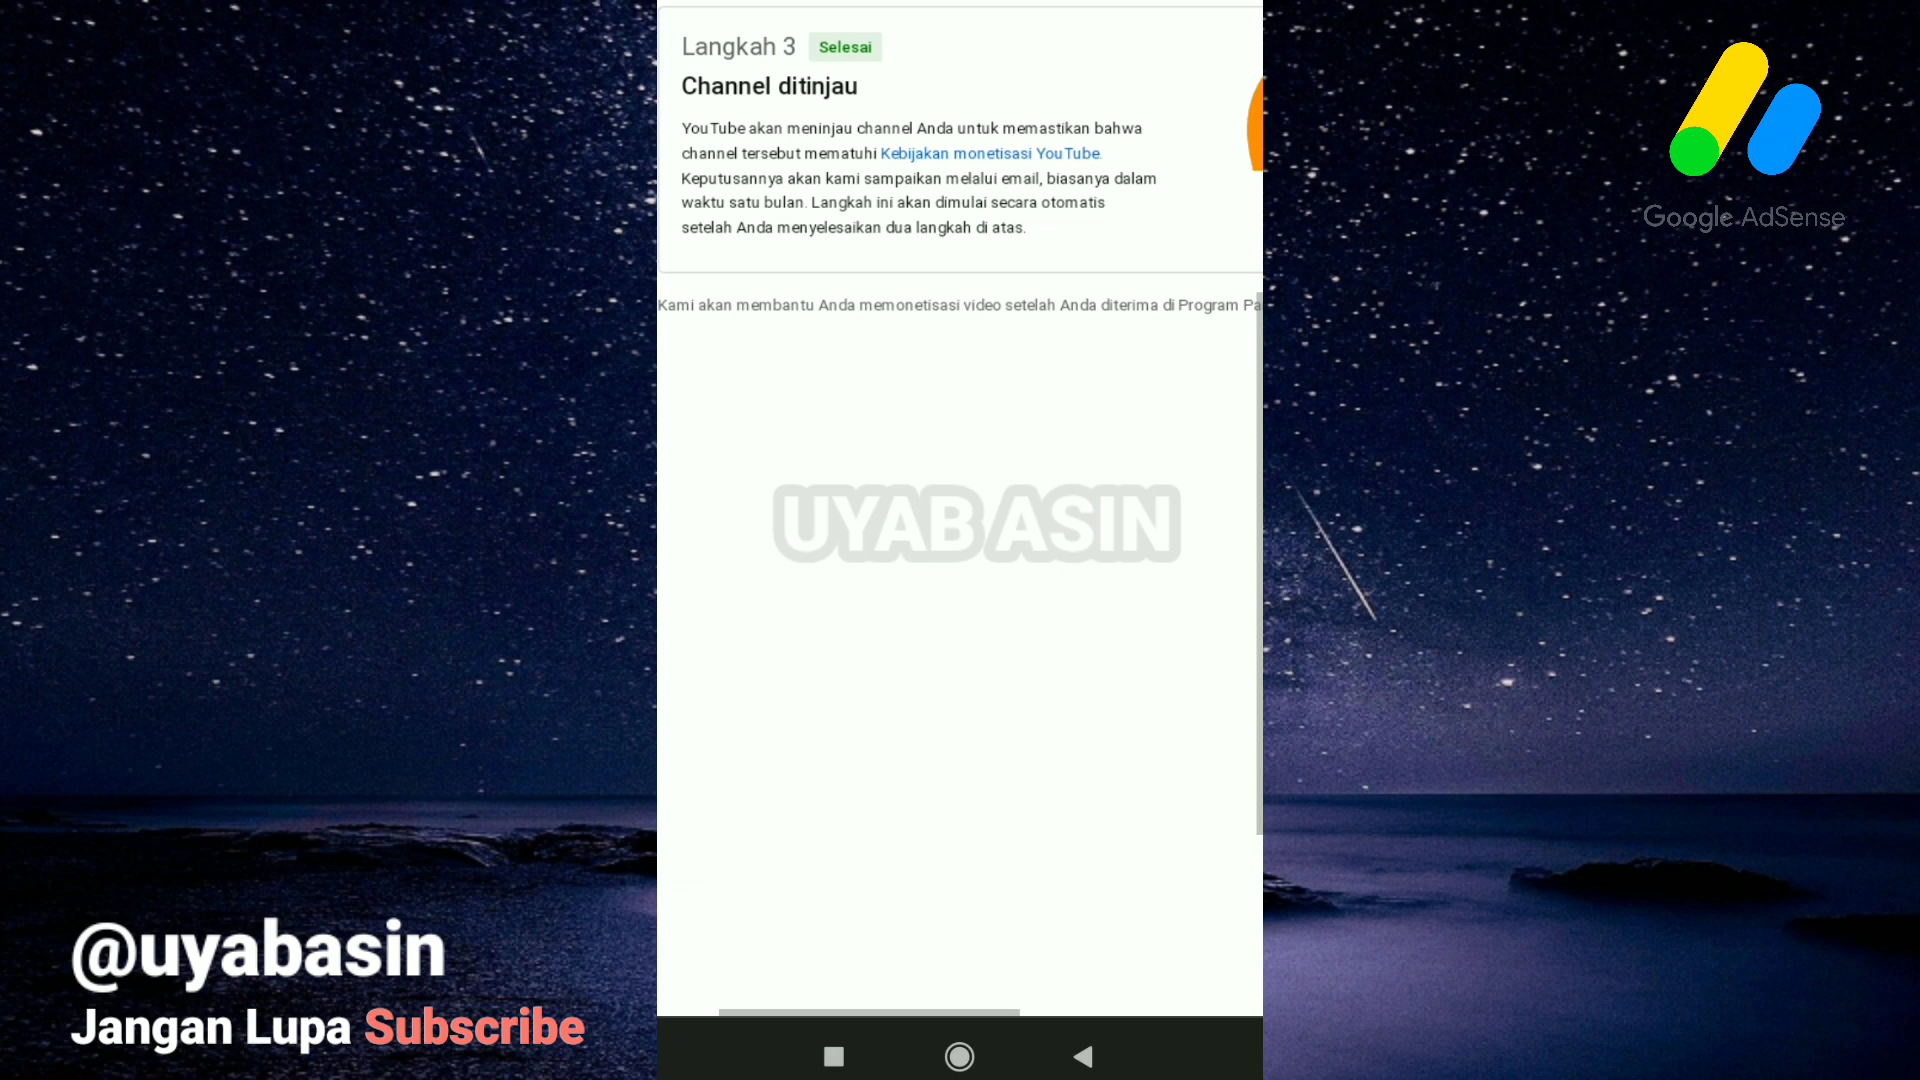 Langkah 3 Selesai
Channel ditinjau
YouTube akan meninjau channel Anda untuk memastikan bahwa
channel tersebut mematuhi Kebijakan monetisasi YouTube.
Keputusannya akan kami sampaikan melalui email, biasanya dalam
waktu satu bulan. Langkah ini akan dimulai secara otomatis
setelah Anda menyelesaikan dua langkah di atas.
Kami akan membantu Anda memonetisasi video setelah Anda diterima di Program Pa
UYAB ASIN
Google AdSense
@uyabasin
Jangan Lupa Subscribe